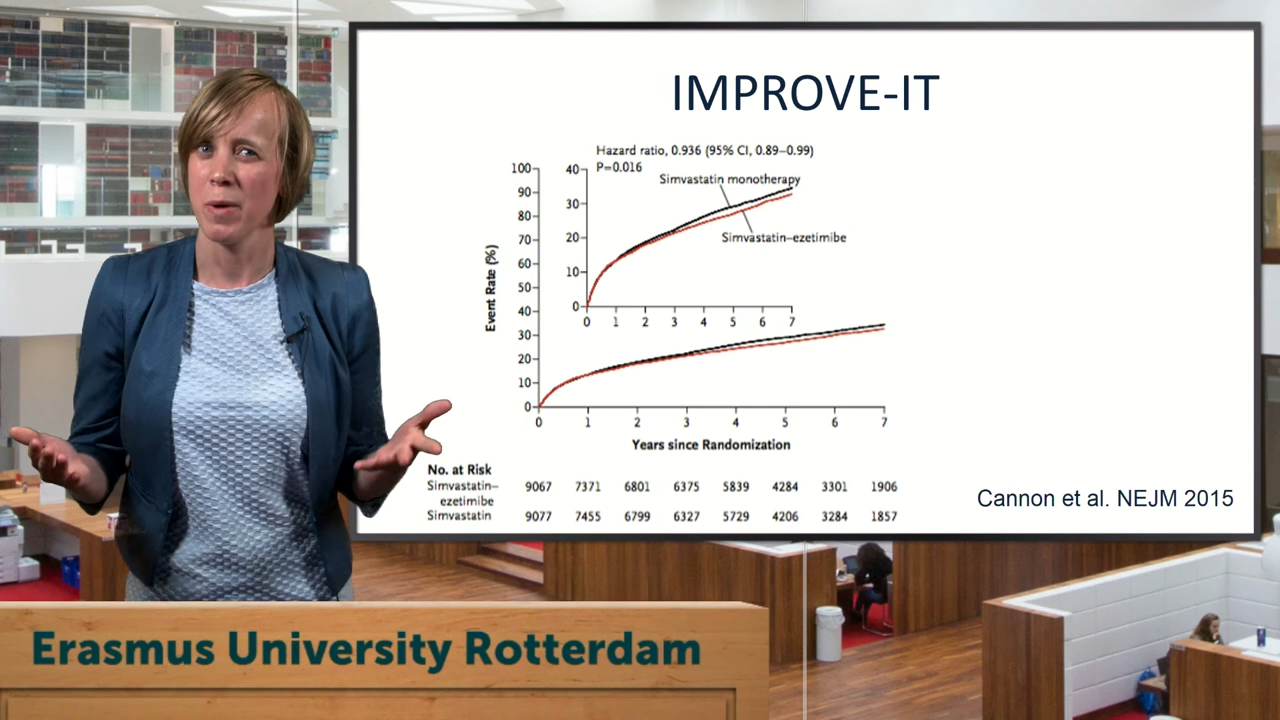 IMPROVE-IT
Hazard ratio, 0.936 (95% CI, 0.89–0.99)
P=0.016
Simvastatin monotherapy
Simvastatin–ezetimibe
40
30
20
10
0
0 1 2 3 4 5 6 7
Event Rate (%)
100
90
80
70
60
50
40
30
20
10
0
0 1 2 3 4 5 6 7
Years since Randomization
No. at Risk
Simvastatin–
ezetimibe
9067 7371 6801 6375 5839 4284 3301 1906
Simvastatin 9077 7455 6799 6327 5729 4206 3284 1857
Cannon et al. NEJM 2015
Erasmus University Rotterdam